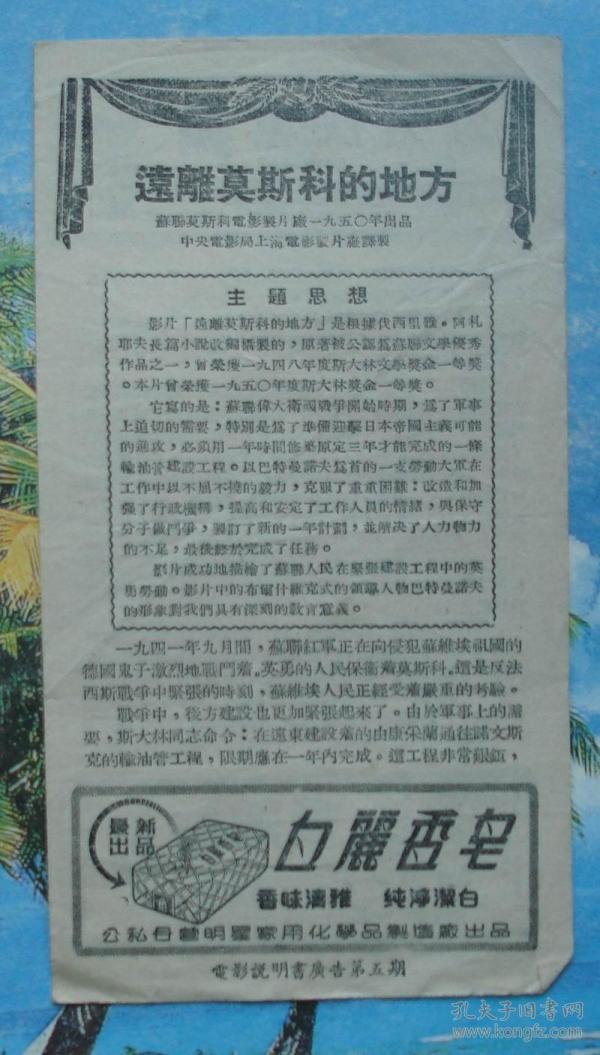 遠離莫斯科的地方
蘇聯莫斯科電影製片廠一九五〇年出品
中央電影局上海電影製片廠譯製
主題思想
影片「遠離莫斯科的地方」是根據伐西里雅。阿札
耶夫長篇小說改編攝製的，原著被公認爲蘇聯文學優秀
作品之一，曾榮獲一九四八年度斯大林文學獎金一等獎
。本片曾榮獲一九五〇年度斯大林獎金一等獎。
它寫的是：蘇聯偉大衛國戰爭開始時期，爲了軍事
上迫切的需要，特別是爲了準備迎擊日本帝國主義可能
的進攻，必須用一年時間修築原定三年才能完成的一條
輸油管建設工程。以巴特曼諾夫爲首的一支勞動大軍在
工作中以不屈不撓的毅力，克服了重重困難：改造和加
强了行政機構，提高和安定了工作人員的情緒，與保守
分子做鬥爭，製訂了新的一年計劃，並解决了人力物力
的不足，最後終於完成了任務。
影片成功地描繪了蘇聯人民在緊張建設工程中的英
勇勞動。影片中的布爾什維克式的領導人物巴特曼諾夫
的形象對我們具有深刻的教育意義。
一九四一年九月間，蘇聯紅軍正在向侵犯蘇維埃祖國的
德國鬼子激烈地戰鬥着。英勇的人民保衛着莫斯科。這是反法
西斯戰爭中緊張的時刻，蘇維埃人民正經受着嚴重的考驗。
戰爭中，後方建設也更加緊張起來了。由於軍事上的需
要，斯大林同志命令：在遠東建設着的由康采蘭通往諾文斯
克的輸油管工程，限期應在一年內完成。這工程非常艱鉅，
最新
出品
白麗香皂
香味清雅 純淨潔白
公私合營明星家用化學品製造廠出品
電影說明書廣告第五期
孔夫子旧书网
www.kongfz.com